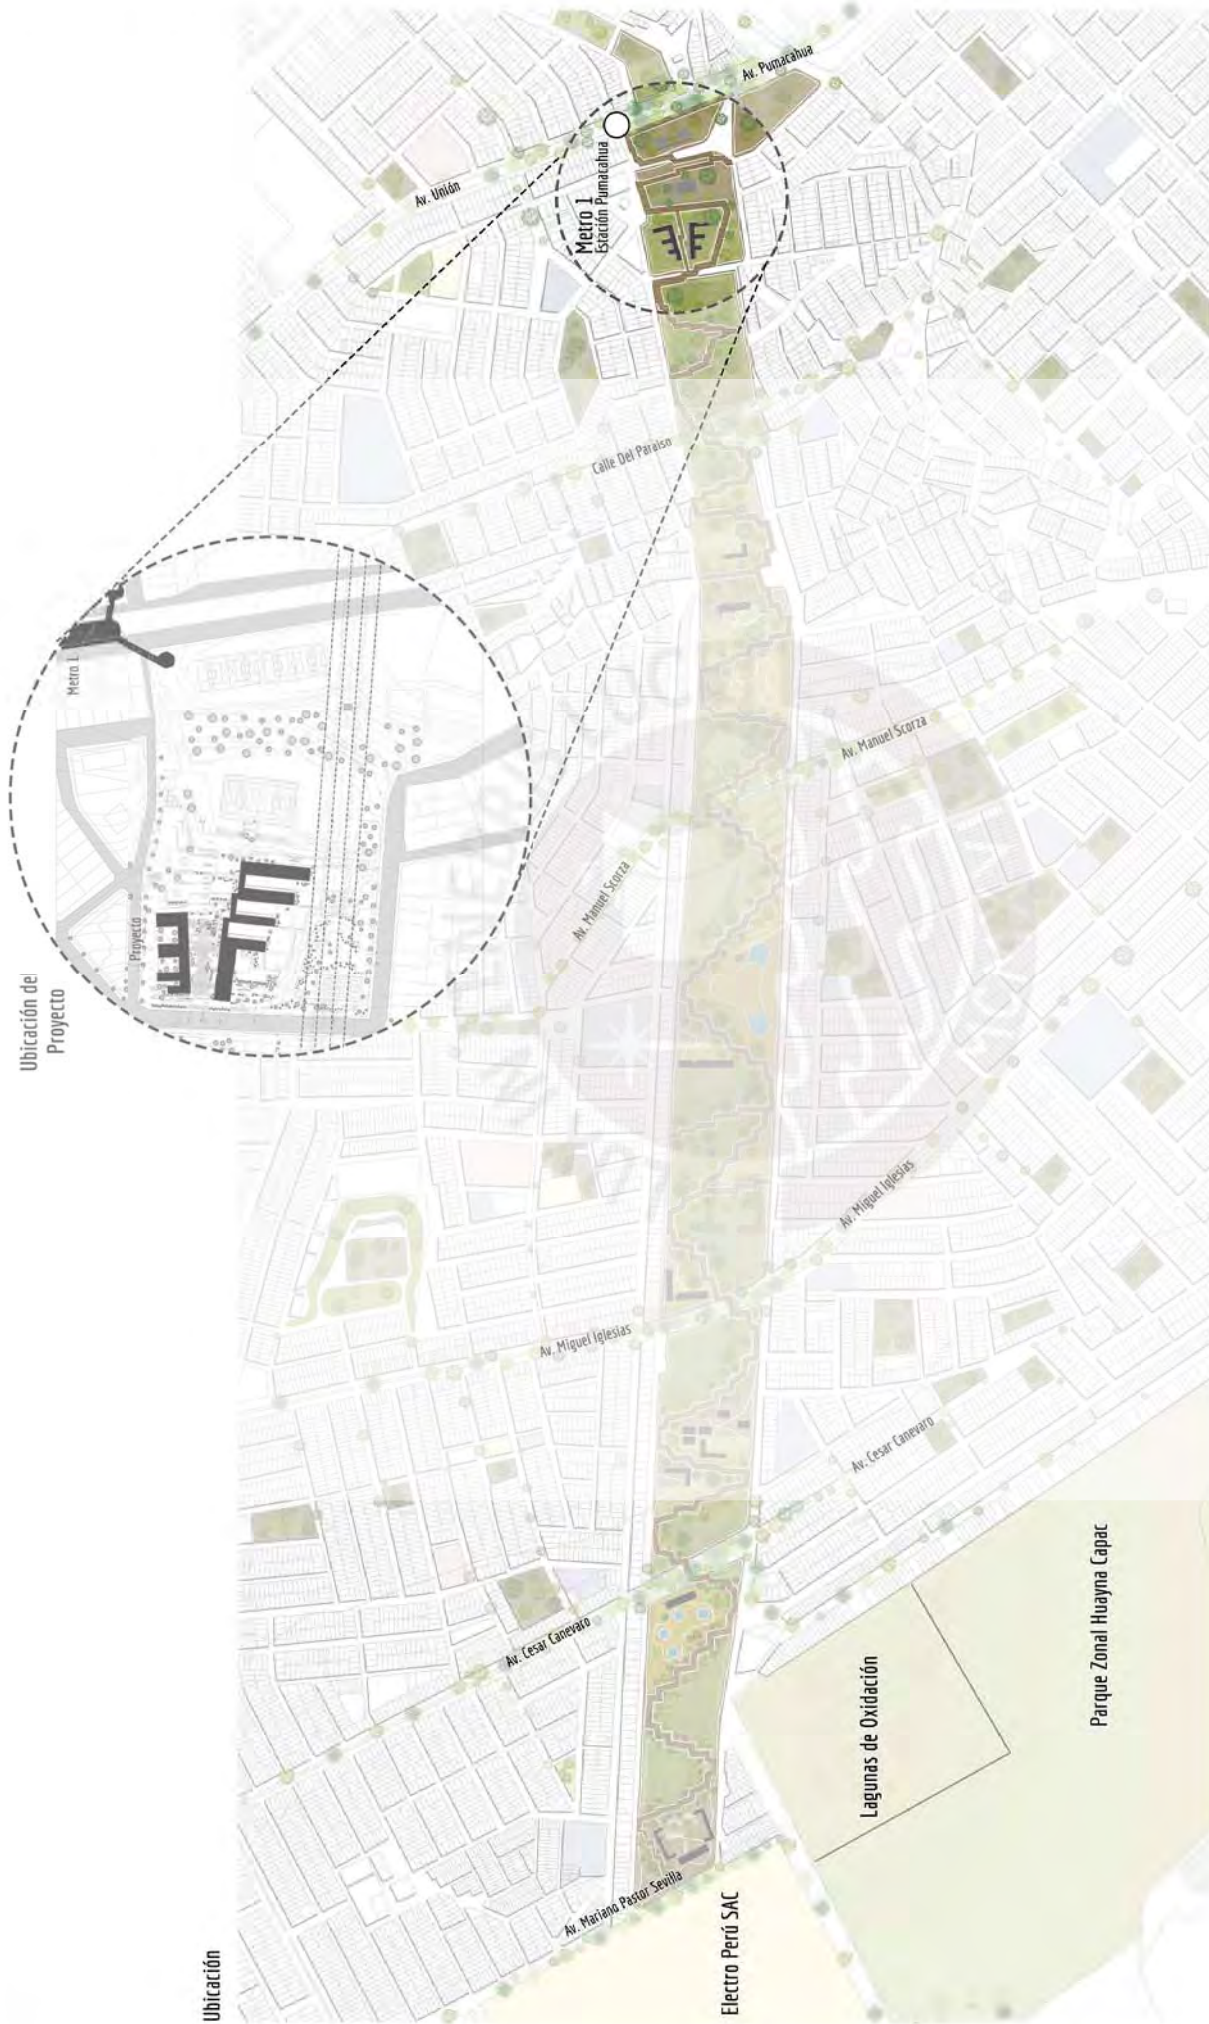 Ubicación
Ubicación del
Proyecto
Metro 1
Proyecto
Av. Unión
Metro 1
Estación Pumacahua
Av. Pumacahua
Calle Del Paraiso
Av. Manuel Scorza
Av. Manuel Scorza
Av. Miguel Iglesias
Av. Miguel Iglesias
Av. Cesar Canevaro
Av. Cesar Canevaro
Av. Mariano Pastor Sevilla
Electro Perú SAC
Lagunas de Oxidación
Parque Zonal Huayna Capac